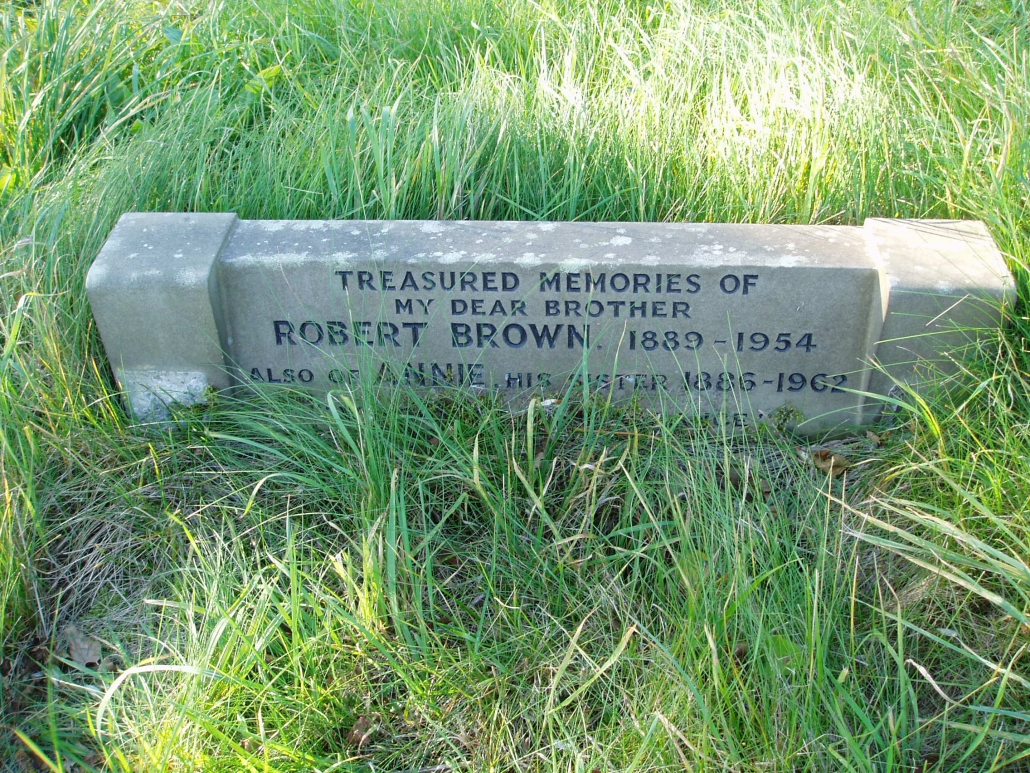 TREASURED MEMORIES OF
MY DEAR BROTHER
ROBERT BROWN. 1889-1954
ALSO OF ANNIE, HIS SISTER 1886-1962